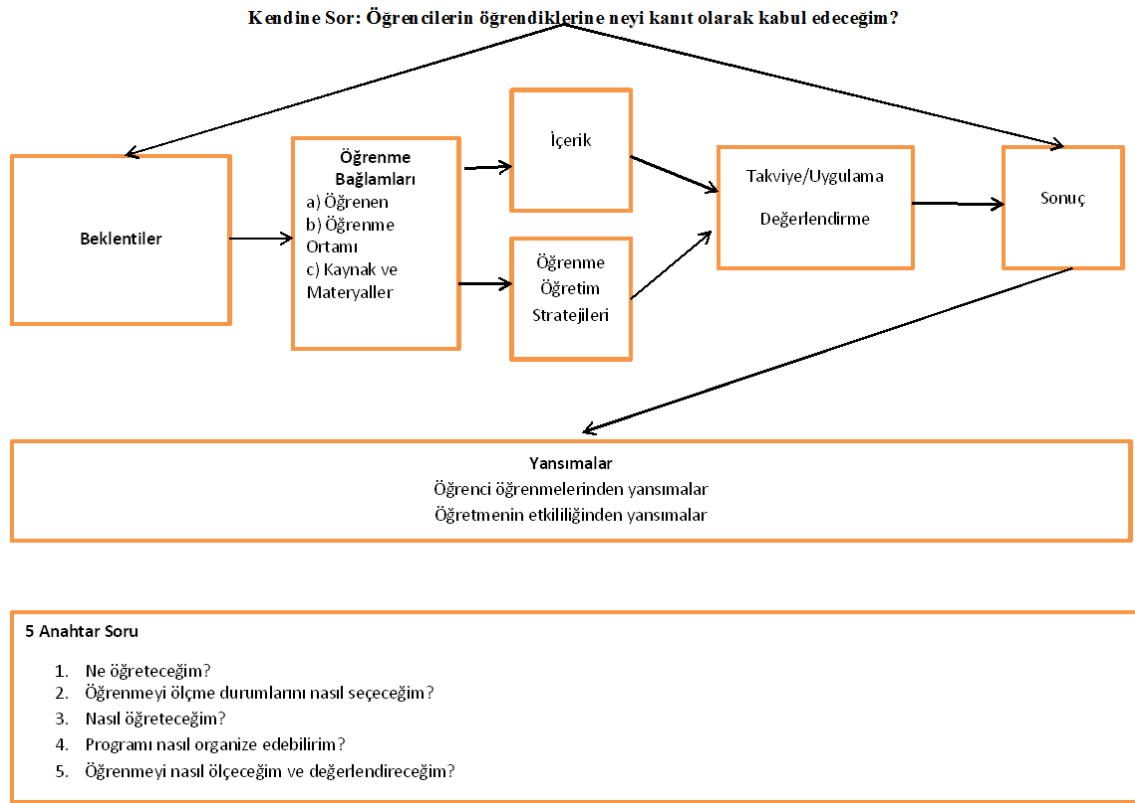 Kendine Sor: Öğrencilerin öğrendiklerine neyi kanıt olarak kabul edeceğim?
Beklentiler
Öğrenme
Bağlamları
a) Öğrenen
b) Öğrenme
Ortamı
c) Kaynak ve
Materyaller
İçerik
Öğrenme
Öğretim
Stratejileri
Takviye/Uygulama
Değerlendirme
Sonuç
Yansımalar
Öğrenci öğrenmelerinden yansımalar
Öğretmenin etkililiğinden yansımalar
5 Anahtar Soru
1. Ne öğreteceğim?
2. Öğrenmeyi ölçme durumlarını nasıl seçeceğim?
3. Nasıl öğreteceğim?
4. Programı nasıl organize edebilirim?
5. Öğrenmeyi nasıl ölçeceğim ve değerlendireceğim?